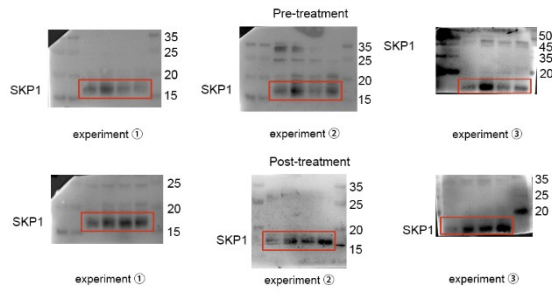 Pre-treatment
SKP1
35
25
20
15
experiment ①
SKP1
35
25
20
15
experiment ②
SKP1
50
45
35
20
experiment ③
Post-treatment
SKP1
25
20
15
experiment ①
SKP1
35
25
20
15
experiment ②
SKP1
35
25
20
experiment ③